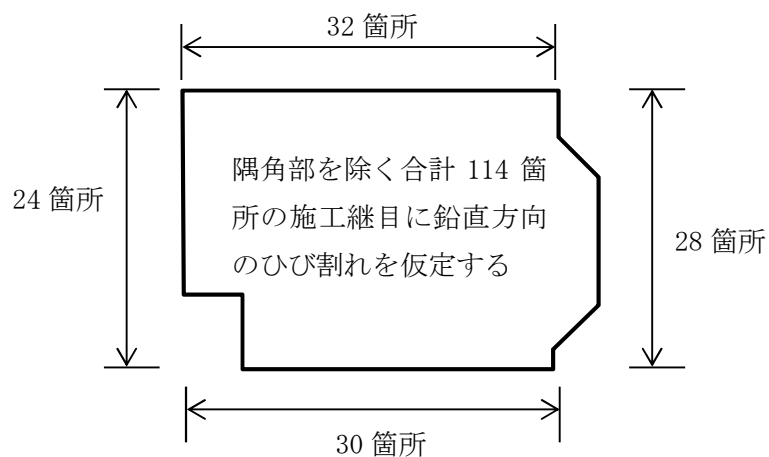 32 箇所
隅角部を除く合計 114 箇
所の施工継目に鉛直方向
のひび割れを仮定する
24 箇所
28 箇所
30 箇所